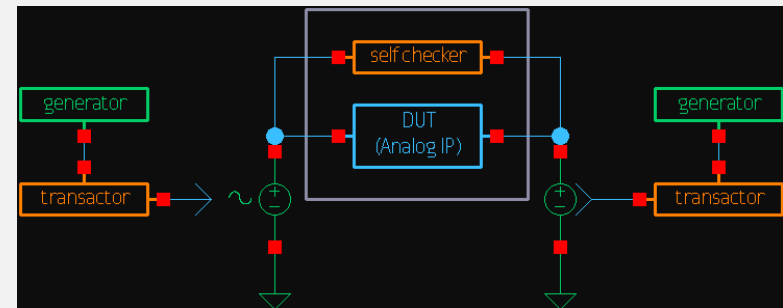 self checker
generator
DUT
(Analog IP)
generator
transactor
transactor